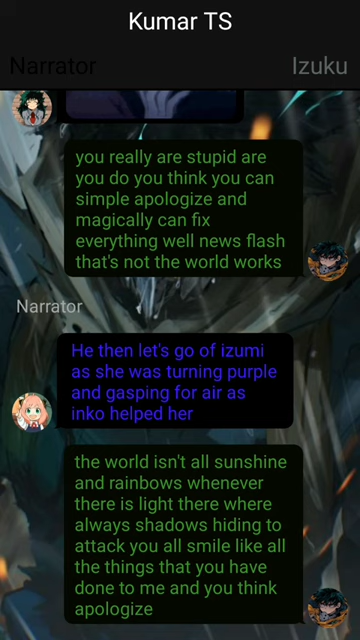 Kumar TS
Narrator
Izuku
you really are stupid are
you do you think you can
simple apologize and
magically can fix
everything well news flash
that's not the world works
Narrator
He then let's go of izumi
as she was turning purple
and gasping for air as
inko helped her
the world isn't all sunshine
and rainbows whenever
there is light there where
always shadows hiding to
attack you all smile like all
the things that you have
done to me and you think
apologize